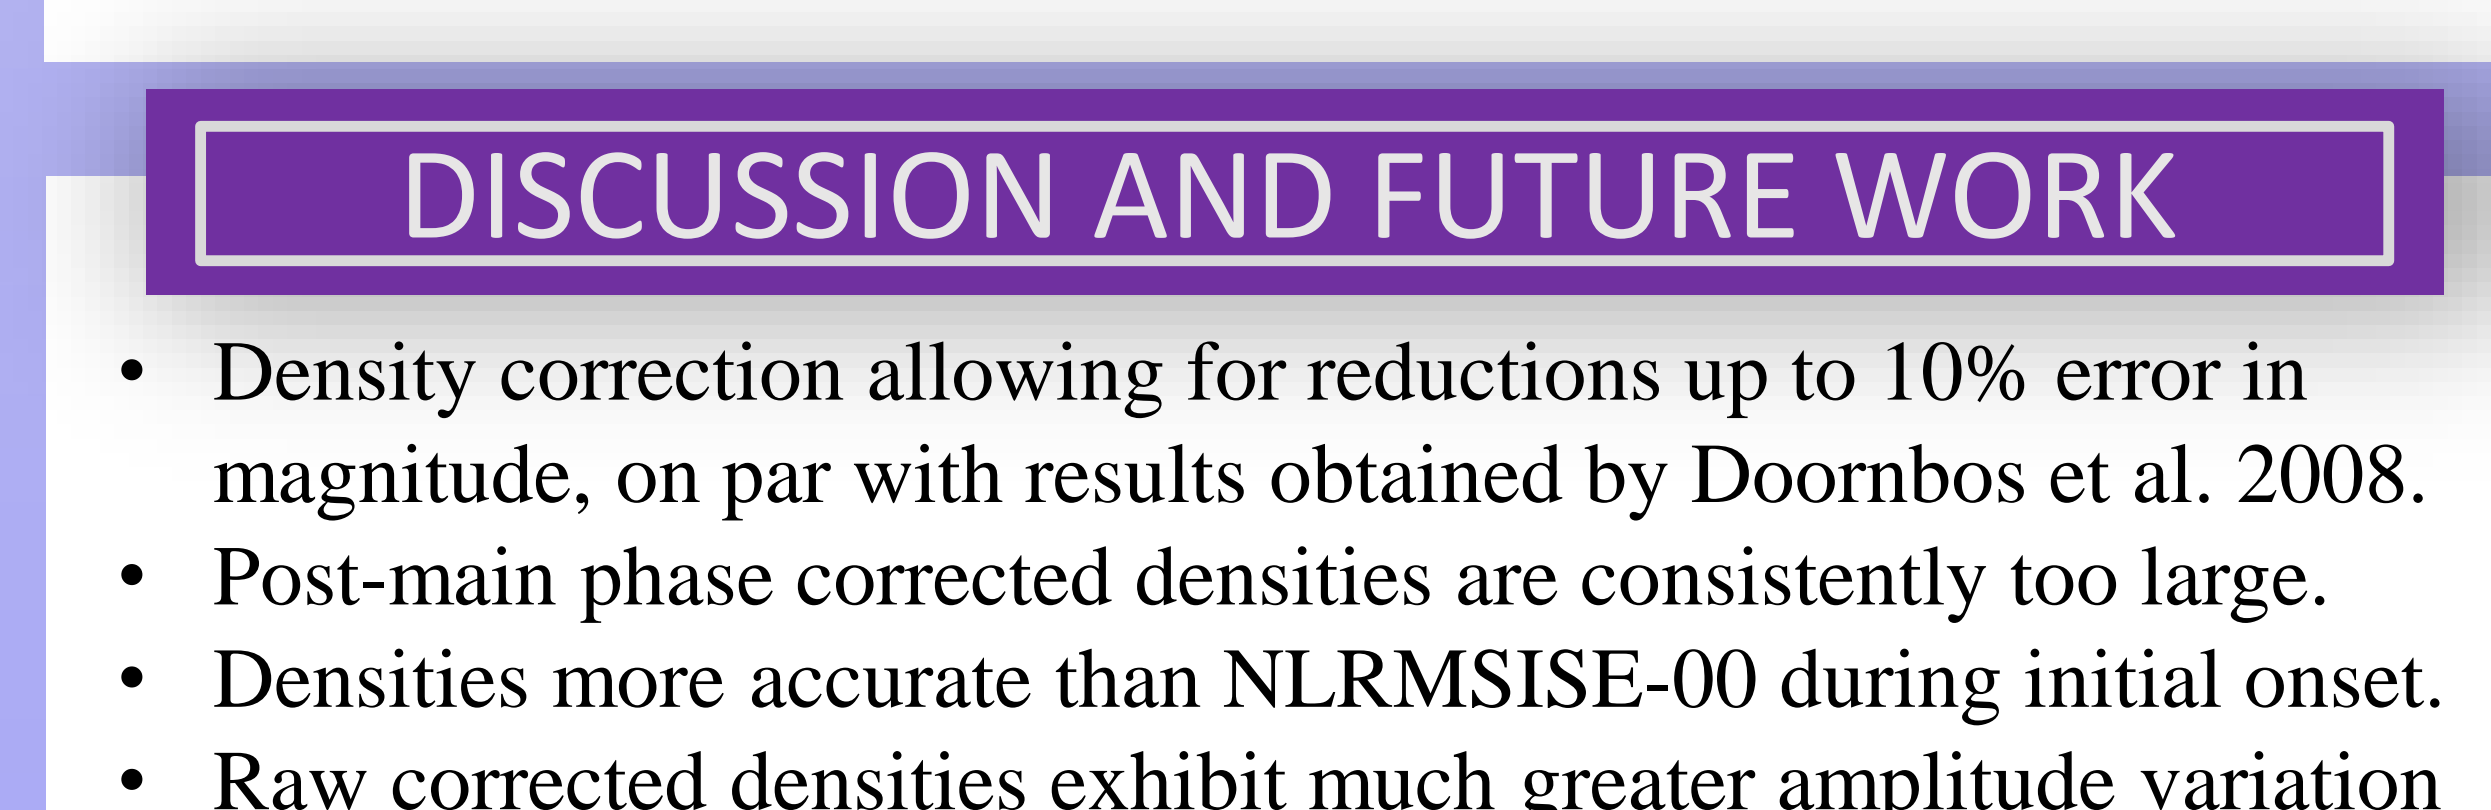 DISCUSSION AND FUTURE WORK
• Density correction allowing for reductions up to 10% error in
magnitude, on par with results obtained by Doornbos et al. 2008.
• Post-main phase corrected densities are consistently too large.
• Densities more accurate than NLRMSISE-00 during initial onset.
• Raw corrected densities exhibit much greater amplitude variation